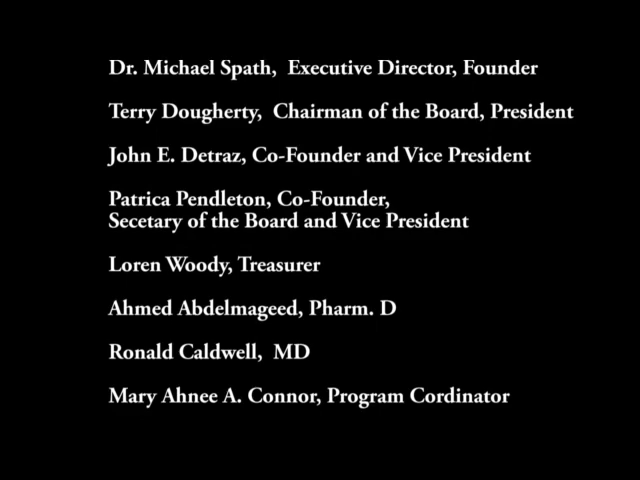 Dr. Michael Spath,  Executive Director, Founder
Terry Dougherty,  Chairman of the Board, President
John E. Detraz, Co-Founder and Vice President
Patrica Pendleton, Co-Founder,
Secetary of the Board and Vice President
Loren Woody, Treasurer
Ahmed Abdelmageed, Pharm. D
Ronald Caldwell,  MD
Mary Ahnee A. Connor, Program Cordinator